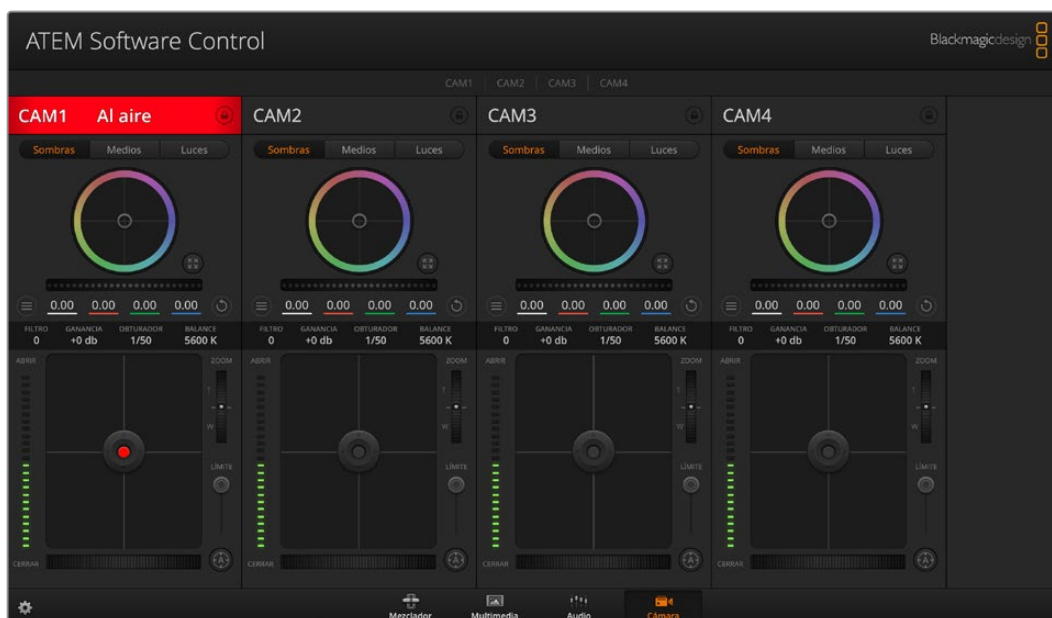 ATEM Software Control
Blackmagicdesign
CAM1 CAM2 CAM3 CAM4
CAM1 Al aire CAM2 CAM3 CAM4
Sombras Medios Luces Sombras Medios Luces Sombras Medios Luces Sombras Medios Luces
0.00 0.00 0.00 0.00 0.00 0.00 0.00 0.00 0.00 0.00 0.00 0.00 0.00 0.00 0.00 0.00
FILTRO GANANCIA OBTURADOR BALANCE FILTRO GANANCIA OBTURADOR BALANCE FILTRO GANANCIA OBTURADOR BALANCE FILTRO GANANCIA OBTURADOR BALANCE
0 +0 db 1/50 5600 K 0 +0 db 1/50 5600 K 0 +0 db 1/50 5600 K 0 +0 db 1/50 5600 K
ABRIR ZOOM ABRIR ZOOM ABRIR ZOOM ABRIR ZOOM
T T T T
W W W W
LÍMITE LÍMITE LÍMITE LÍMITE
CERRAR A CERRAR A CERRAR A CERRAR A
Mezclador Multimedia Audio Cámara